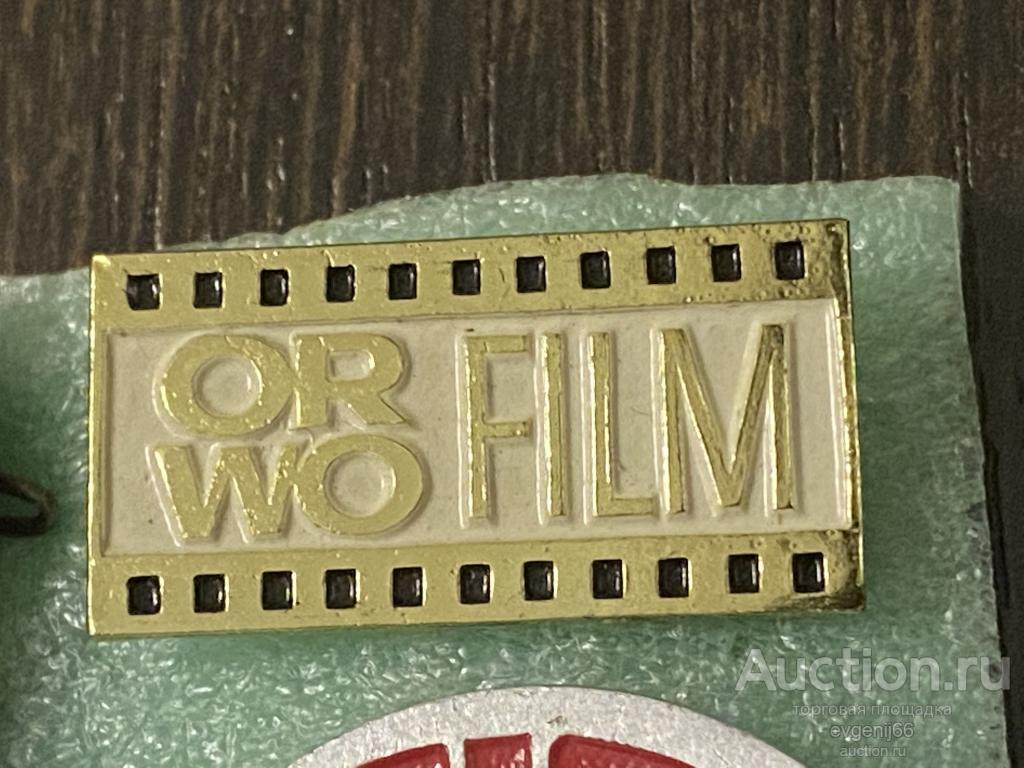 OR
WO
FILM
Auction.ru
торговая площадка
evgenij66
auction.ru